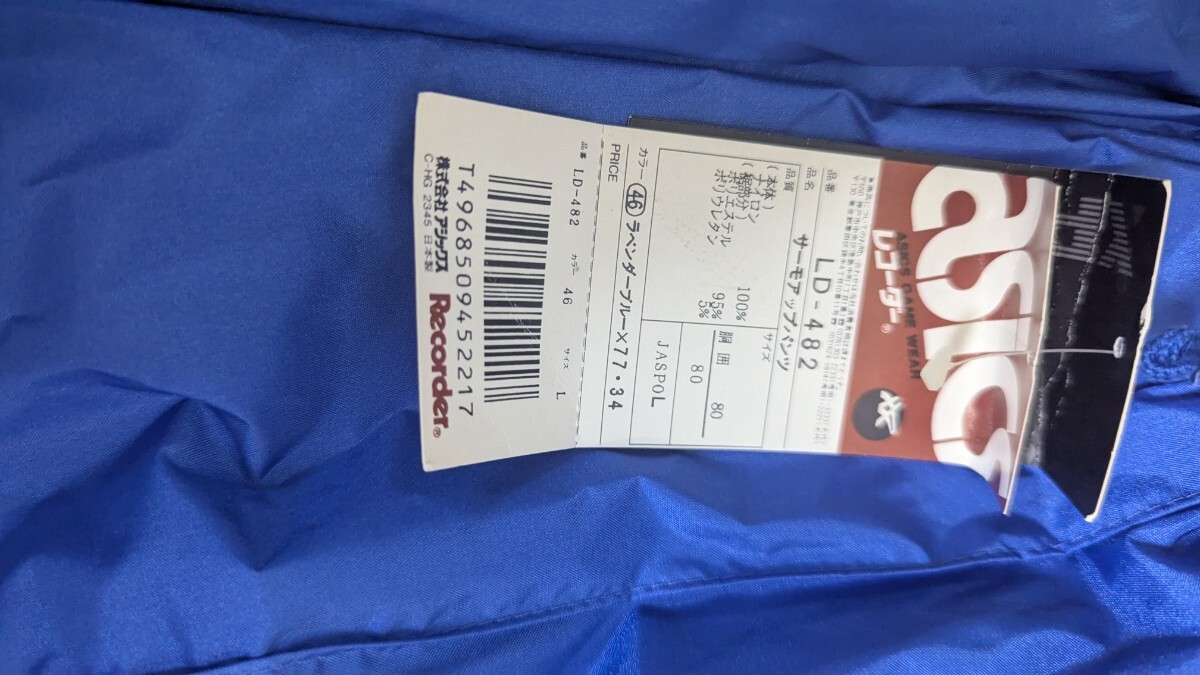 asics
ASICS GAME WEAR
レコーダー®
品番 LD-482
品名 サーモアップパンツ
品質
(本体)
ナイロン 100%
(裾部分)
ポリエステル 95%
ポリウレタン 5%
サイズ
胴囲 80
80
JASPO L
カラー ㊻ ラベンダーブルー×77・34
PRICE
品番 LD-482 カラー 46 サイズ L
T4968509452217
株式会社 アシックス Recorder®
C-HG 2345 日本製